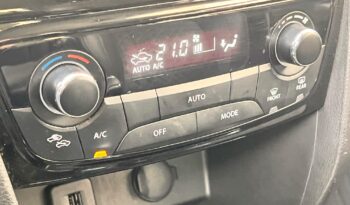 21.0
AUTO A/C
AUTO
A/C
OFF
MODE
FRONT
REAR